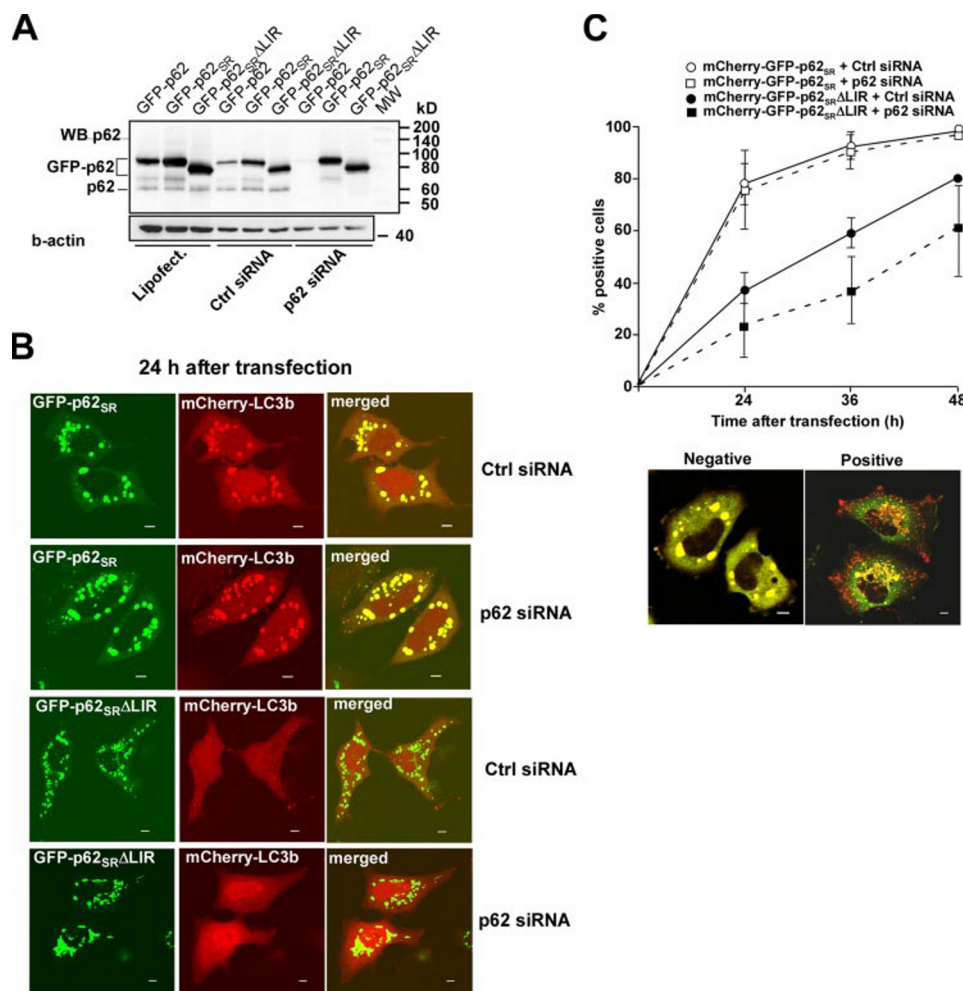 A
GFP-p62
GFP-p62SR
GFP-p62SRΔLIR
GFP-p62
GFP-p62SR
GFP-p62SRΔLIR
GFP-p62
GFP-p62SR
GFP-p62SRΔLIR
MW
kD
WB p62
GFP-p62
p62
200
140
100
80
60
50
b-actin
40
Lipofect.
Ctrl siRNA
p62 siRNA
B
24 h after transfection
GFP-p62SR mCherry-LC3b merged
Ctrl siRNA
GFP-p62SR mCherry-LC3b merged
p62 siRNA
GFP-p62SRΔLIR mCherry-LC3b merged
Ctrl siRNA
GFP-p62SRΔLIR mCherry-LC3b merged
p62 siRNA
C
mCherry-GFP-p62SR + Ctrl siRNA
mCherry-GFP-p62SR + p62 siRNA
mCherry-GFP-p62SRΔLIR + Ctrl siRNA
mCherry-GFP-p62SRΔLIR + p62 siRNA
% positive cells
100
80
60
40
20
0
24 36 48
Time after transfection (h)
Negative Positive